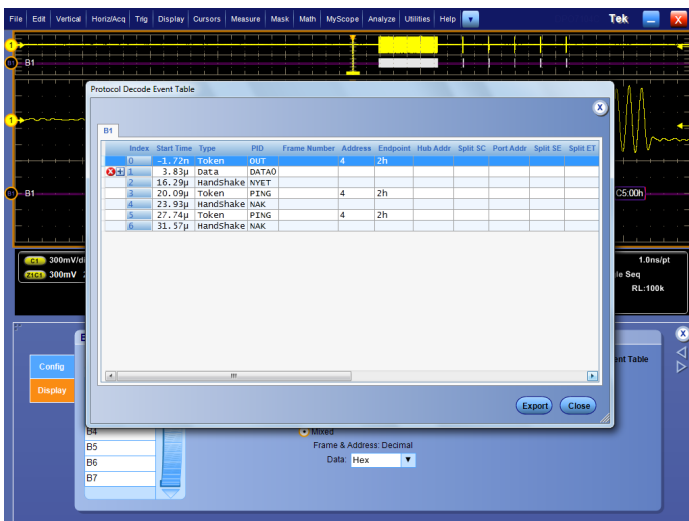 File Edit Vertical Horiz/Acq Trig Display Cursors Measure Mask Math MyScope Analyze Utilities Help Tek X
1
B1 B1
Protocol Decode Event Table
X
B1
Index Start Time Type PID Frame Number Address Endpoint Hub Addr Split SC Port Addr Split SE Split ET
0 -1.72n Token OUT 4 2h
1 3.83µ Data DATA0
2 16.29µ HandShake NYET
3 20.09µ Token PING 4 2h
4 23.93µ HandShake NAK
5 27.74µ Token PING 4 2h
6 31.57µ HandShake NAK
1
B1 B1
C5:00h
C1 300mV/di
1.0ns/pt
Z1C1 300mV
le Seq
RL:100k
X
ent Table
Config
Display
Export Close
B4
Mixed
B5
Frame & Address: Decimal
B6
Data: Hex
B7